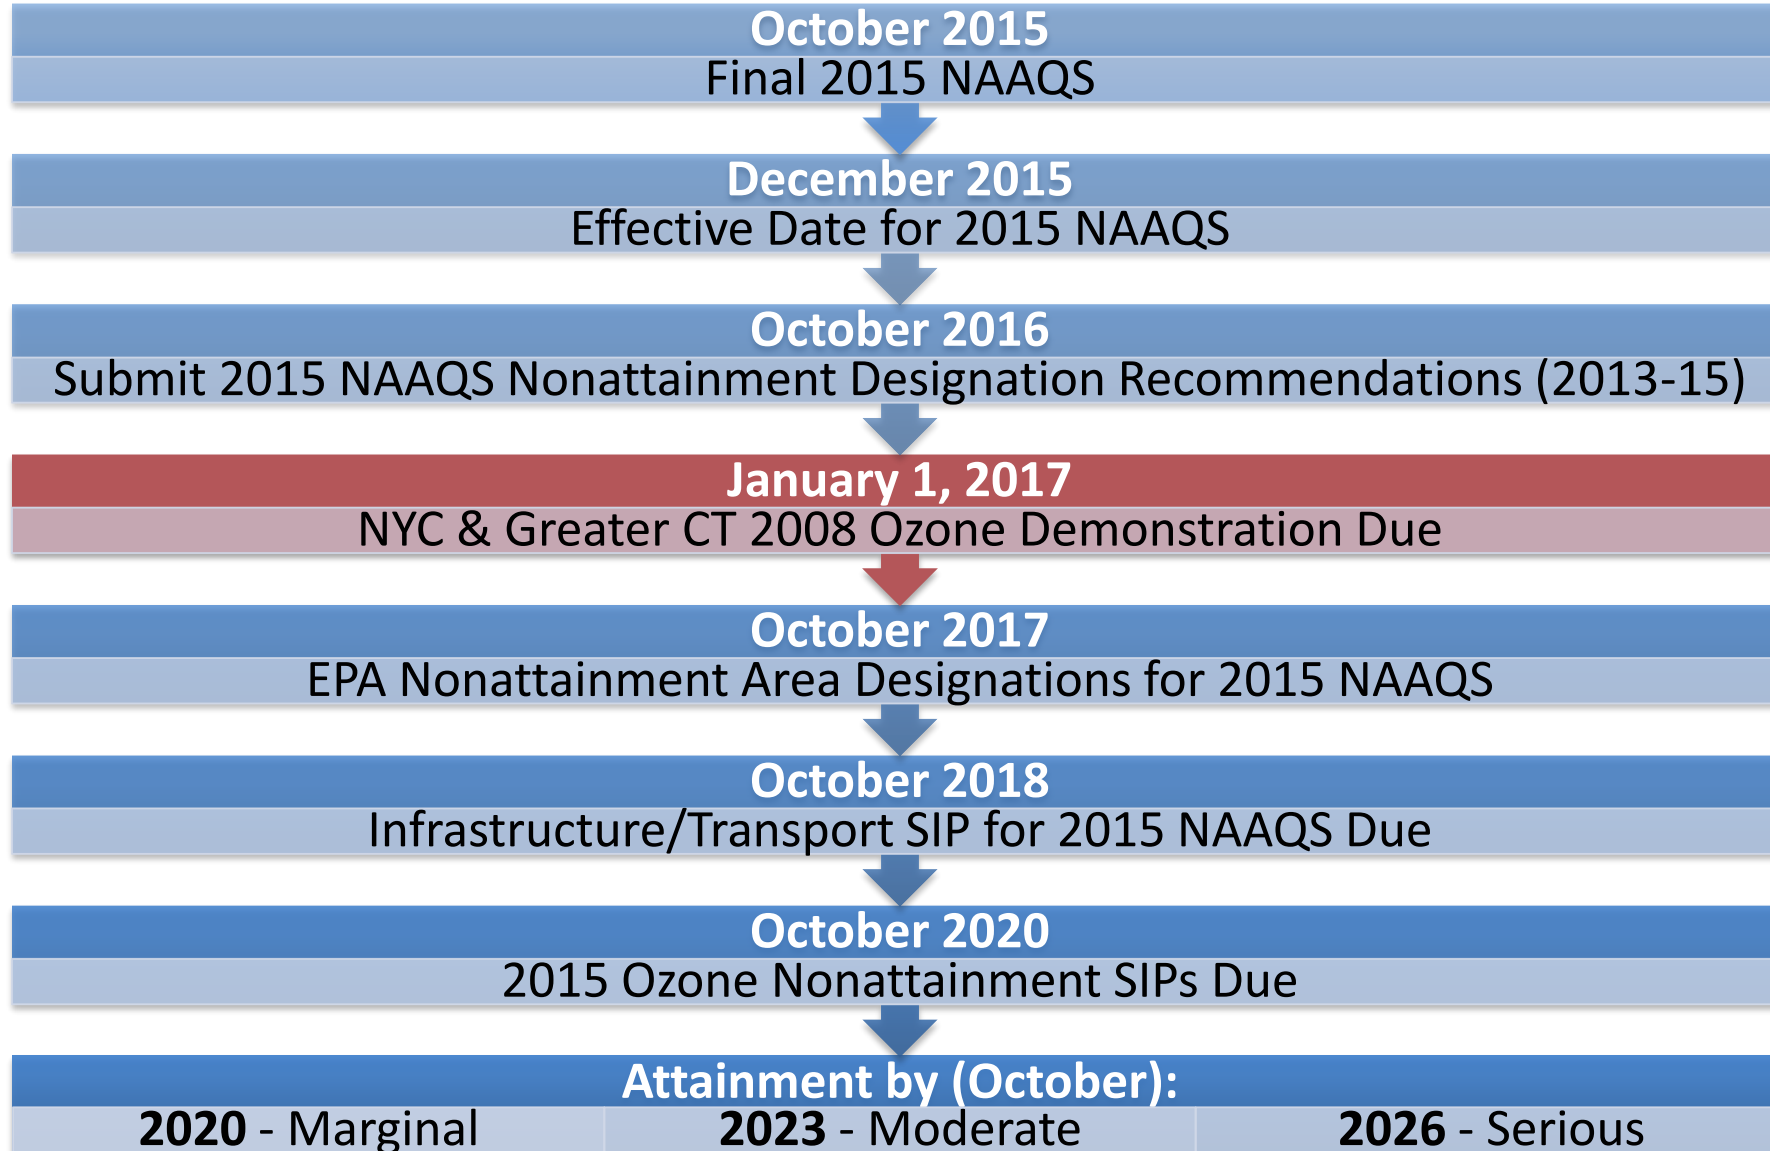 October 2015
Final 2015 NAAQS
December 2015
Effective Date for 2015 NAAQS
October 2016
Submit 2015 NAAQS Nonattainment Designation Recommendations (2013-15)
January 1, 2017
NYC & Greater CT 2008 Ozone Demonstration Due
October 2017
EPA Nonattainment Area Designations for 2015 NAAQS
October 2018
Infrastructure/Transport SIP for 2015 NAAQS Due
October 2020
2015 Ozone Nonattainment SIPs Due
Attainment by (October):
2020 - Marginal 2023 - Moderate 2026 - Serious